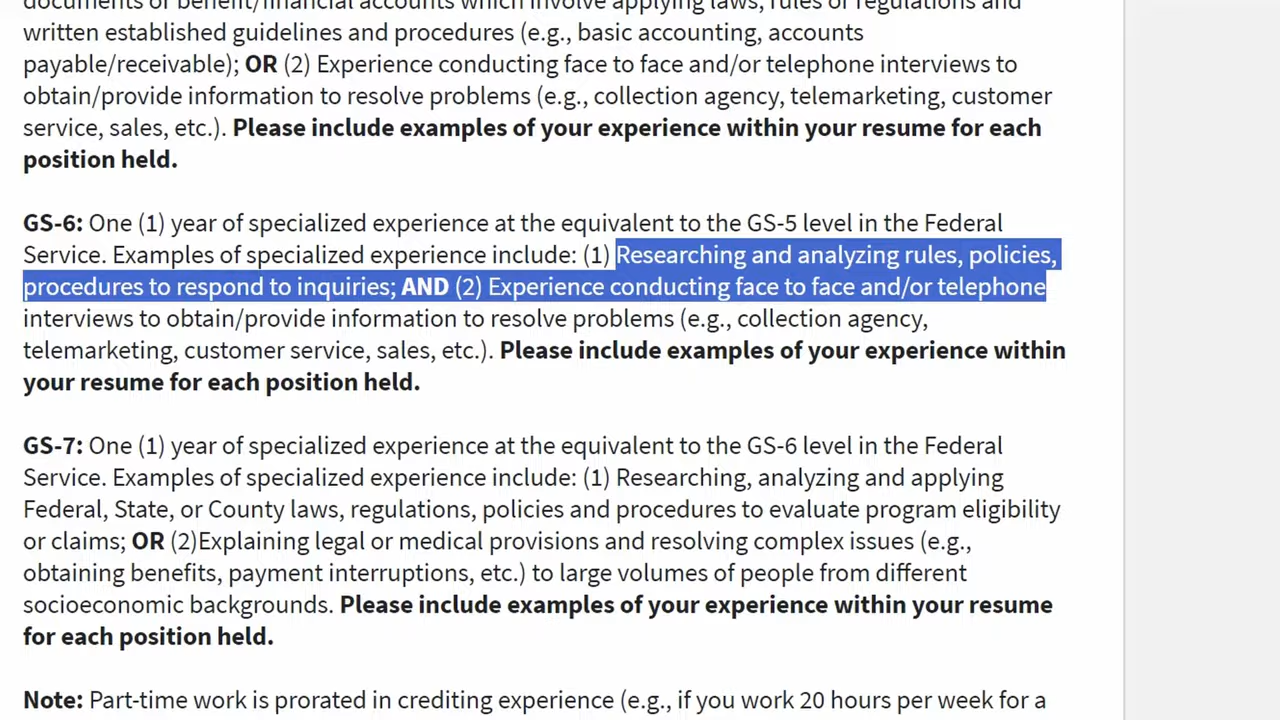 documents or benefit/financial accounts which involve applying laws, rules or regulations and
written established guidelines and procedures (e.g., basic accounting, accounts
payable/receivable); OR (2) Experience conducting face to face and/or telephone interviews to
obtain/provide information to resolve problems (e.g., collection agency, telemarketing, customer
service, sales, etc.). Please include examples of your experience within your resume for each
position held.
GS-6: One (1) year of specialized experience at the equivalent to the GS-5 level in the Federal
Service. Examples of specialized experience include: (1) Researching and analyzing rules, policies,
procedures to respond to inquiries; AND (2) Experience conducting face to face and/or telephone
interviews to obtain/provide information to resolve problems (e.g., collection agency,
telemarketing, customer service, sales, etc.). Please include examples of your experience within
your resume for each position held.
GS-7: One (1) year of specialized experience at the equivalent to the GS-6 level in the Federal
Service. Examples of specialized experience include: (1) Researching, analyzing and applying
Federal, State, or County laws, regulations, policies and procedures to evaluate program eligibility
or claims; OR (2)Explaining legal or medical provisions and resolving complex issues (e.g.,
obtaining benefits, payment interruptions, etc.) to large volumes of people from different
socioeconomic backgrounds. Please include examples of your experience within your resume
for each position held.
Note: Part-time work is prorated in crediting experience (e.g., if you work 20 hours per week for a